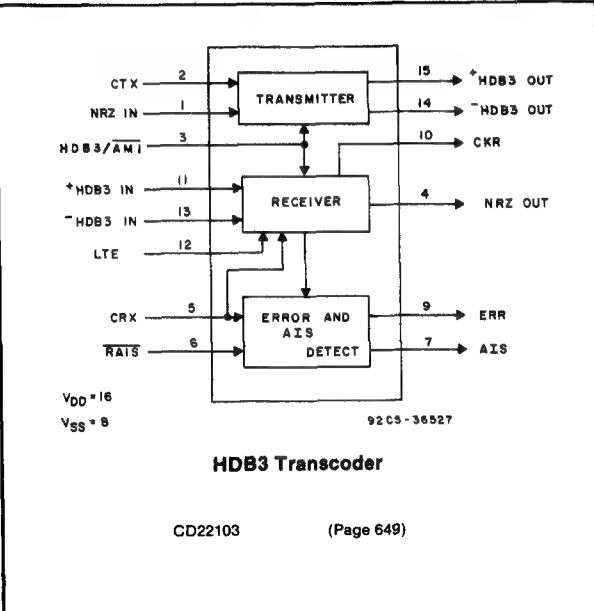 CTX 2
NRZ IN 1
HDB3/AMI 3
+HDB3 IN 11
-HDB3 IN 13
LTE 12
CRX 5
RAIS 6
TRANSMITTER
RECEIVER
ERROR AND
AIS
DETECT
15 +HDB3 OUT
14 -HDB3 OUT
10 CKR
4 NRZ OUT
9 ERR
7 AIS
VDD = 16
VSS = 8
92CS-36527
HDB3 Transcoder
CD22103 (Page 649)